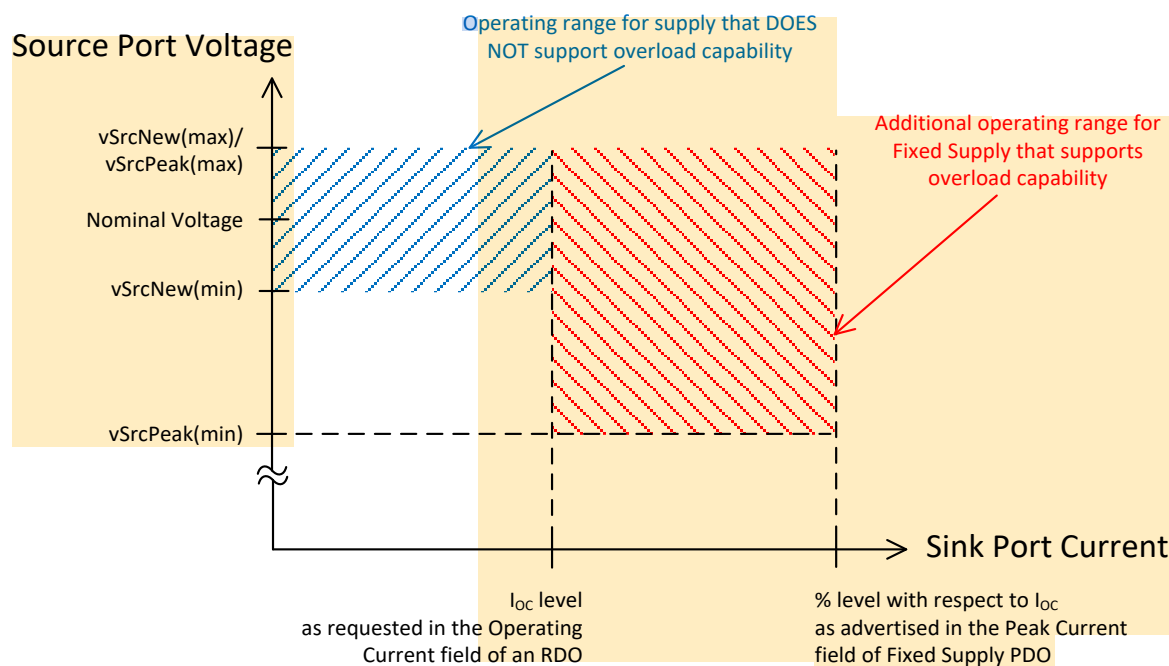 Operating range for supply that DOES
NOT support overload capability
Source Port Voltage
vSrcNew(max)/
vSrcPeak(max)
Additional operating range for
Fixed Supply that supports
overload capability
Nominal Voltage
vSrcNew(min)
vSrcPeak(min)
Sink Port Current
IOC level
as requested in the Operating
Current field of an RDO
% level with respect to IOC
as advertised in the Peak Current
field of Fixed Supply PDO